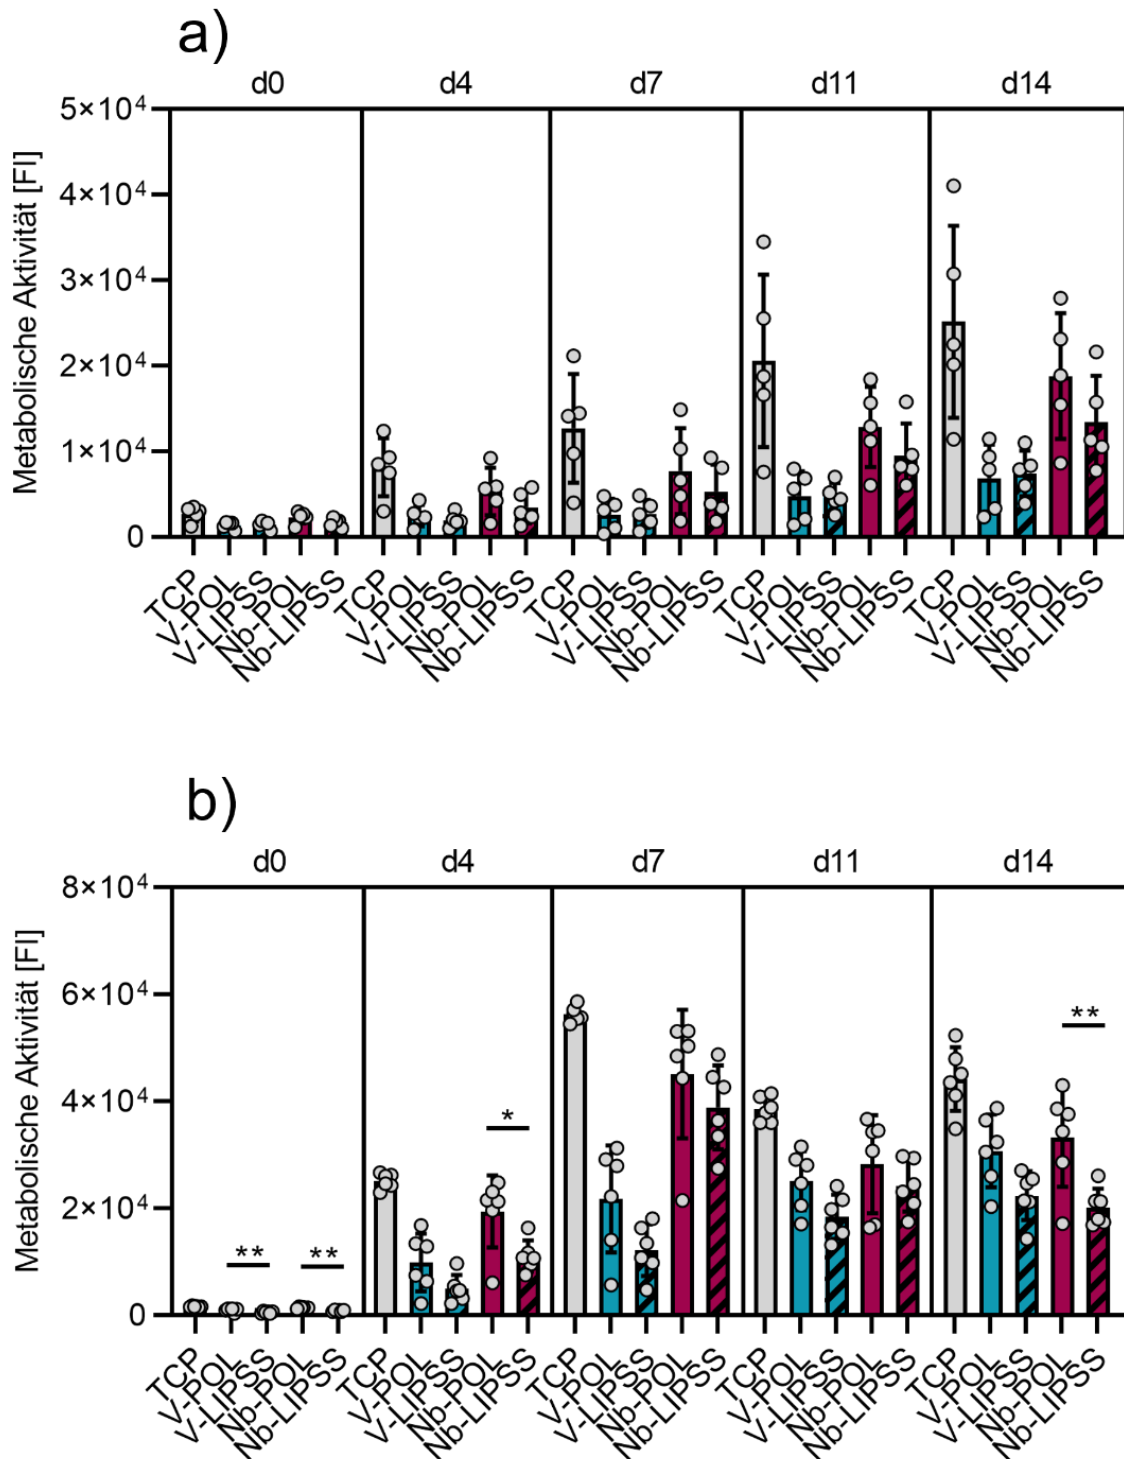 a)
d0 d4 d7 d11 d14
Metabolische Aktivität [FI]
5×10⁴
4×10⁴
3×10⁴
2×10⁴
1×10⁴
0
TCP V-POL V-LIPSS Nb-POL Nb-LIPSS TCP V-POL V-LIPSS Nb-POL Nb-LIPSS TCP V-POL V-LIPSS Nb-POL Nb-LIPSS TCP V-POL V-LIPSS Nb-POL Nb-LIPSS TCP V-POL V-LIPSS Nb-POL Nb-LIPSS
b)
d0 d4 d7 d11 d14
Metabolische Aktivität [FI]
8×10⁴
6×10⁴
4×10⁴
2×10⁴
0
** ** * **
TCP V-POL V-LIPSS Nb-POL Nb-LIPSS TCP V-POL V-LIPSS Nb-POL Nb-LIPSS TCP V-POL V-LIPSS Nb-POL Nb-LIPSS TCP V-POL V-LIPSS Nb-POL Nb-LIPSS TCP V-POL V-LIPSS Nb-POL Nb-LIPSS